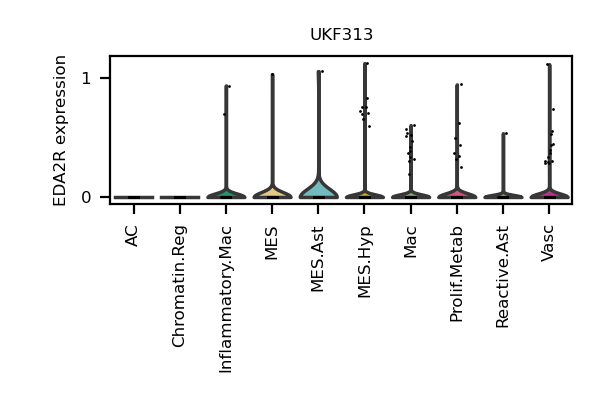 UKF313
EDA2R expression
1
0
AC
Chromatin.Reg
Inflammatory.Mac
MES
MES.Ast
MES.Hyp
Mac
Prolif.Metab
Reactive.Ast
Vasc